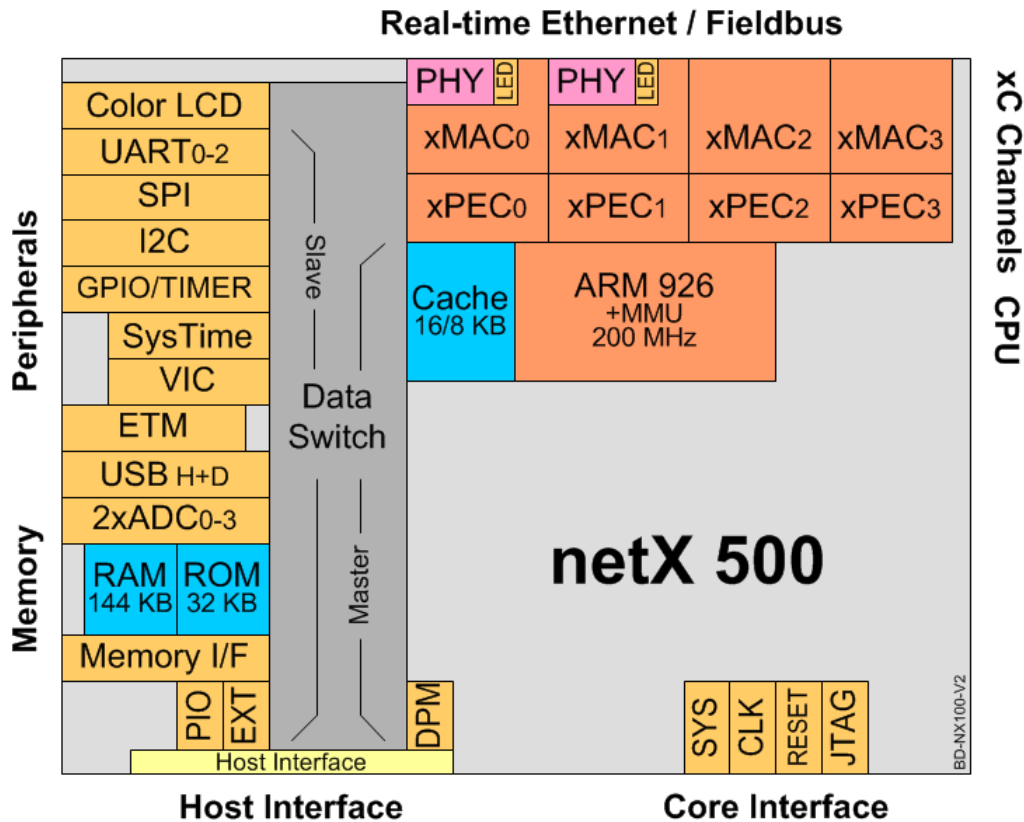 Real-time Ethernet / Fieldbus
PHY LED PHY LED
Color LCD
xMAC0 xMAC1 xMAC2 xMAC3
UART0-2
SPI
xPEC0 xPEC1 xPEC2 xPEC3
I2C
GPIO/TIMER
SysTime
VIC
ETM
USB H+D
2xADC0-3
RAM
144 KB
ROM
32 KB
Memory I/F
PIO
EXT
Host Interface
DPM
Slave
Data
Switch
Master
Cache
16/8 KB
ARM 926
+MMU
200 MHz
netX 500
SYS
CLK
RESET
JTAG
BD-NX100-V2
Peripherals
Memory
xC Channels
CPU
Host Interface
Core Interface